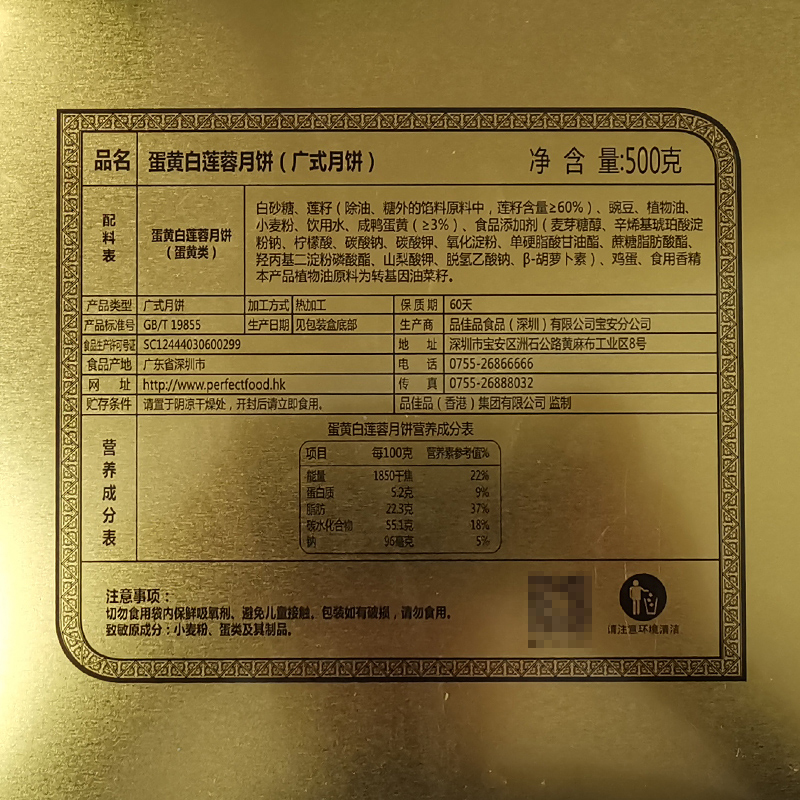 品名 蛋黄白莲蓉月饼（广式月饼） 净 含 量:500克
配料表
蛋黄白莲蓉月饼
（蛋黄类）
白砂糖、莲籽（除油、糖外的馅料原料中，莲籽含量≥60%）、豌豆、植物油、
小麦粉、饮用水、咸鸭蛋黄（≥3%）、食品添加剂（麦芽糖醇、辛烯基琥珀酸淀
粉钠、柠檬酸、碳酸钠、碳酸钾、氧化淀粉、单硬脂酸甘油酯、蔗糖脂肪酸酯、
羟丙基二淀粉磷酸酯、山梨酸钾、脱氢乙酸钠、β-胡萝卜素）、鸡蛋、食用香精
本产品植物油原料为转基因油菜籽。
产品类型 广式月饼 加工方式 热加工 保 质 期 60天
产品标准号 GB/T 19855 生产日期 见包装盒底部 生产商 品佳品食品（深圳）有限公司宝安分公司
食品生产许可证 SC12444030600299 地 址 深圳市宝安区洲石公路黄麻布工业区8号
食品产地 广东省深圳市 电 话 0755-26866666
网 址 http://www.perfectfood.hk 传 真 0755-26888032
贮存条件 请置于阴凉干燥处，开封后请立即食用。 品佳品（香港）集团有限公司 监制
营养成分表
蛋黄白莲蓉月饼营养成分表
项目 每100克 营养素参考值%
能量 1850千焦 22%
蛋白质 5.2克 9%
脂肪 22.3克 37%
碳水化合物 55.1克 18%
钠 96毫克 5%
注意事项：
切勿食用袋内保鲜吸氧剂、避免儿童接触。包装如有破损，请勿食用。
致敏原成分：小麦粉、蛋类及其制品。
请注意环境清洁